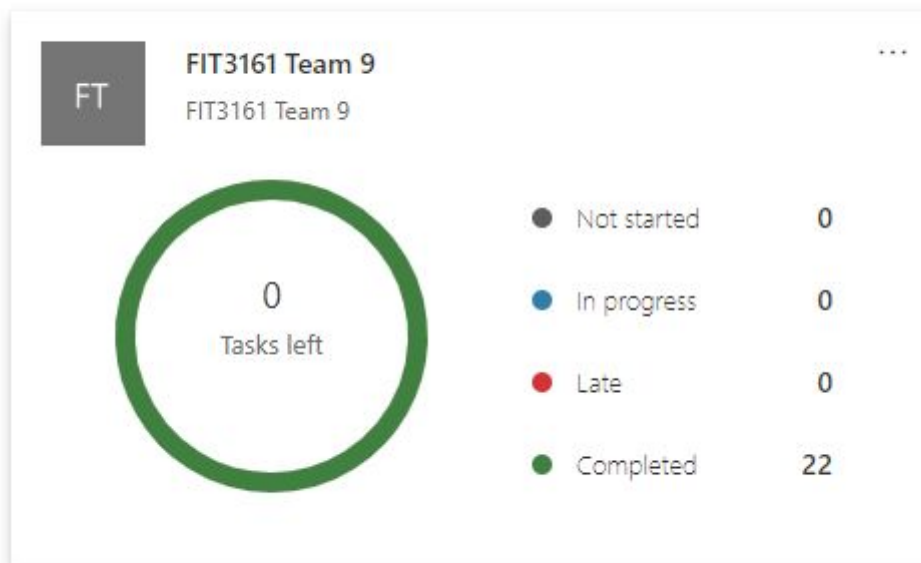 FT
FIT3161 Team 9
FIT3161 Team 9
...
0
Tasks left
Not started 0
In progress 0
Late 0
Completed 22